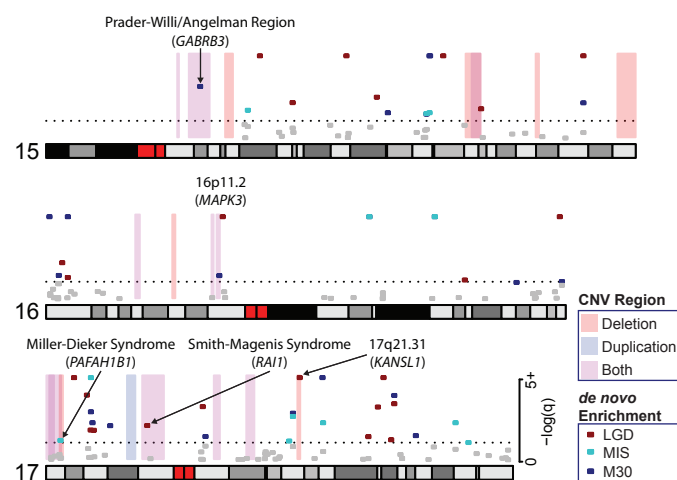 Prader-Willi/Angelman Region
(GABRB3)
15
16p11.2
(MAPK3)
16
CNV Region
Deletion
Duplication
Both
de novo
Enrichment
LGD
MIS
M30
Miller-Dieker Syndrome
(PAFAH1B1)
Smith-Magenis Syndrome
(RAI1)
17q21.31
(KANSL1)
5+
−log(q)
0
17